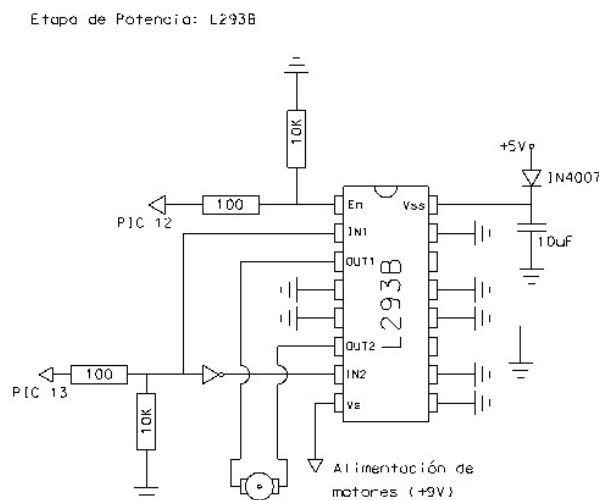 Etapa de Potencia: L293B
10K
+5V
IN4007
100
En
Vss
PIC 12
IN1
10uF
OUT1
L293B
OUT2
100
IN2
PIC 13
10K
Vs
Alimentación de
motores (+9V)